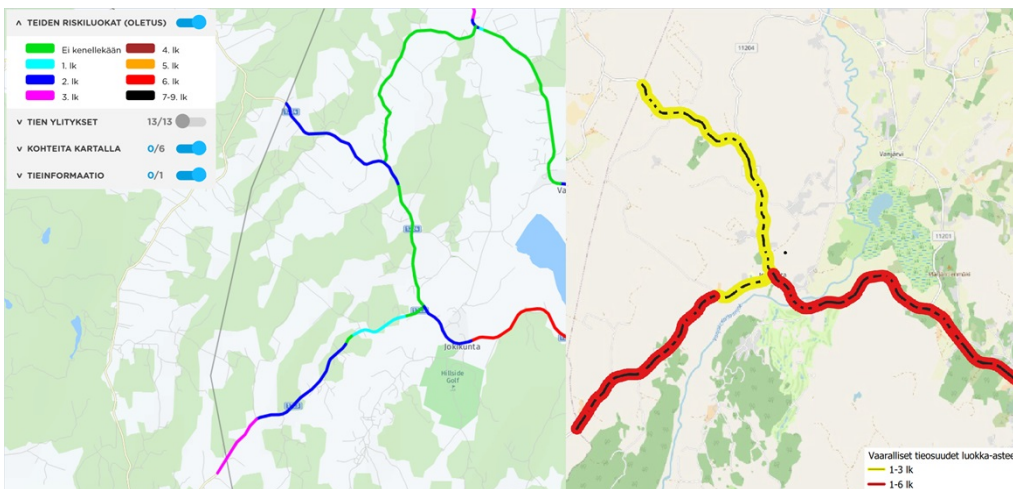 TEIDEN RISKILUOKAT (OLETUS)
Ei kenellekään
1. lk
2. lk
3. lk
4. lk
5. lk
6. lk
7-9. lk
TIEN YLITYKSET 13/13
KOHTEITA KARTALLA 0/6
TIEINFORMAATIO 0/1
Va
Jokikunta
Hillside
Golf
11204
Vanjärvi
11201
Vaaralliset tieosuudet luokka-astee
1-3 lk
1-6 lk